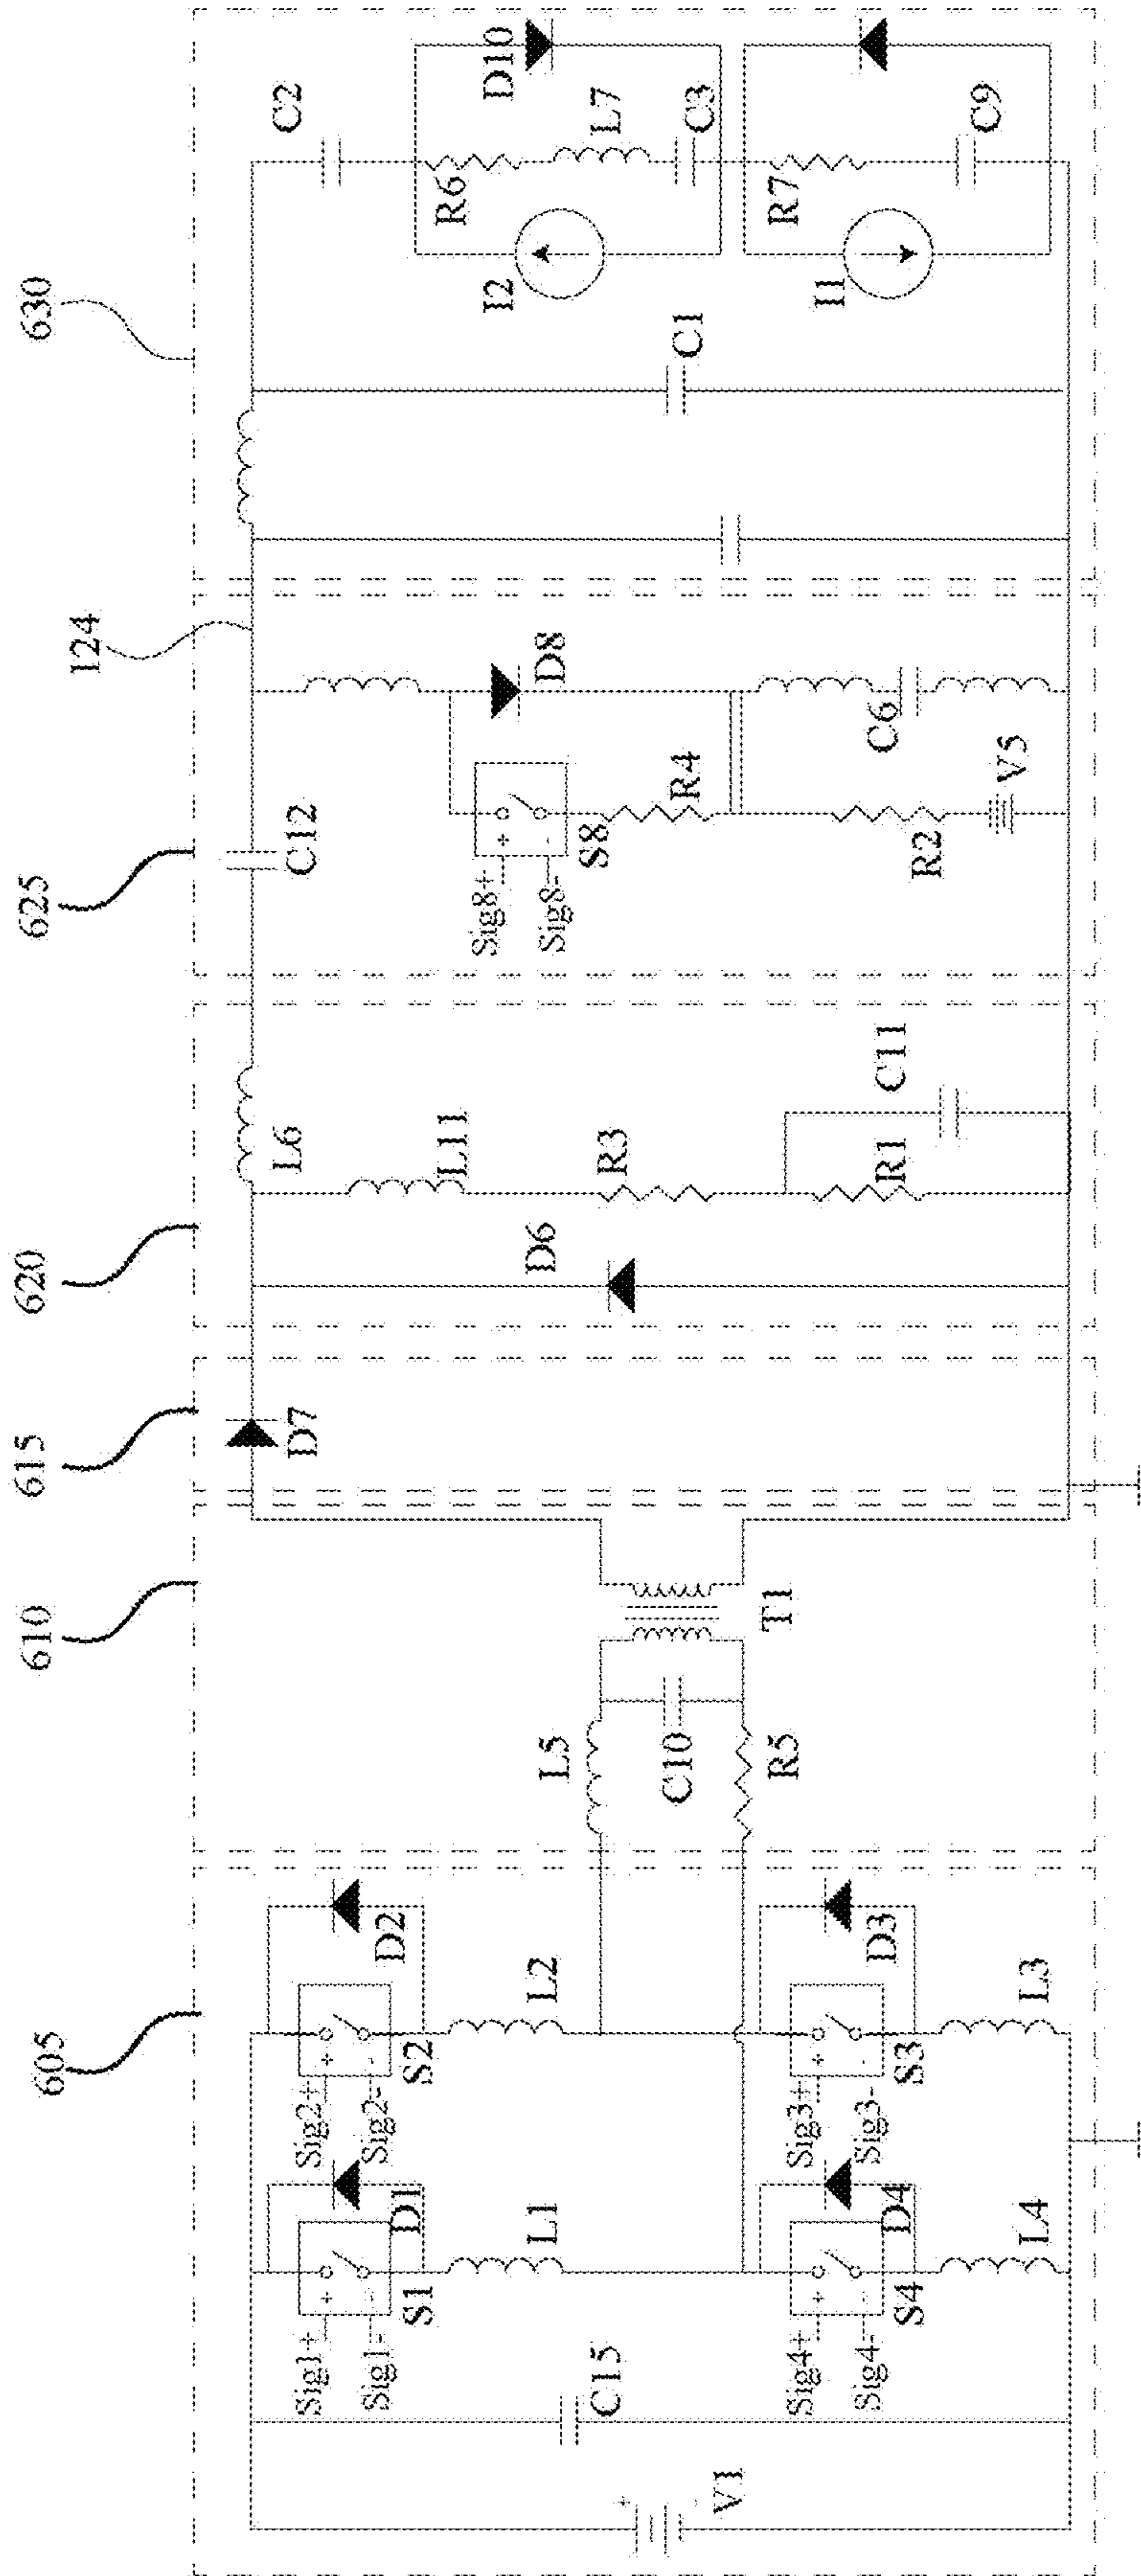 605
610
615
620
625
124
630
V1
+
-
C15
Sig1+
Sig1-
+
-
S1
D1
L1
Sig2+
Sig2-
+
-
S2
D2
L2
Sig4+
Sig4-
+
-
S4
D4
L4
Sig3+
Sig3-
+
-
S3
D3
L3
L5
C10
R5
T1
D7
D6
L6
L11
R3
R1
C11
C12
Sig8+
Sig8-
+
-
S8
D8
R4
R2
C6
V5
C1
C2
I2
R6
L7
C3
D10
I1
R7
C9